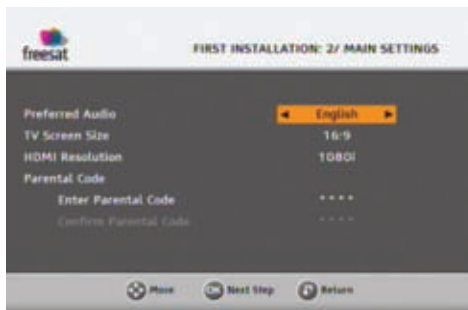 freesat
FIRST INSTALLATION: 2/ MAIN SETTINGS
Preferred Audio English
TV Screen Size 16:9
HDMI Resolution 1080i
Parental Code
Enter Parental Code ****
Confirm Parental Code ****
Move OK Next Step Return